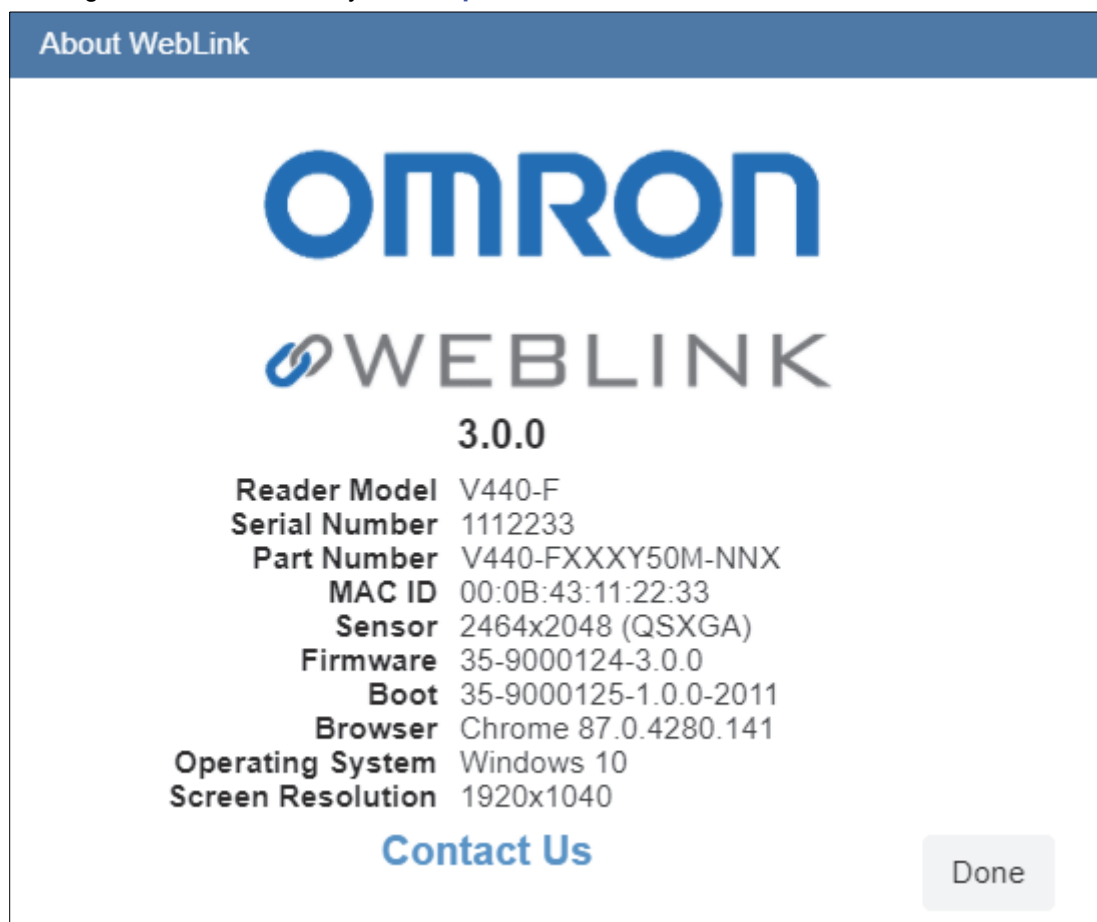 About WebLink
OMRON
WEBLINK
3.0.0
Reader Model V440-F
Serial Number 1112233
Part Number V440-FXXXY50M-NNX
MAC ID 00:0B:43:11:22:33
Sensor 2464x2048 (QSXGA)
Firmware 35-9000124-3.0.0
Boot 35-9000125-1.0.0-2011
Browser Chrome 87.0.4280.141
Operating System Windows 10
Screen Resolution 1920x1040
Contact Us
Done